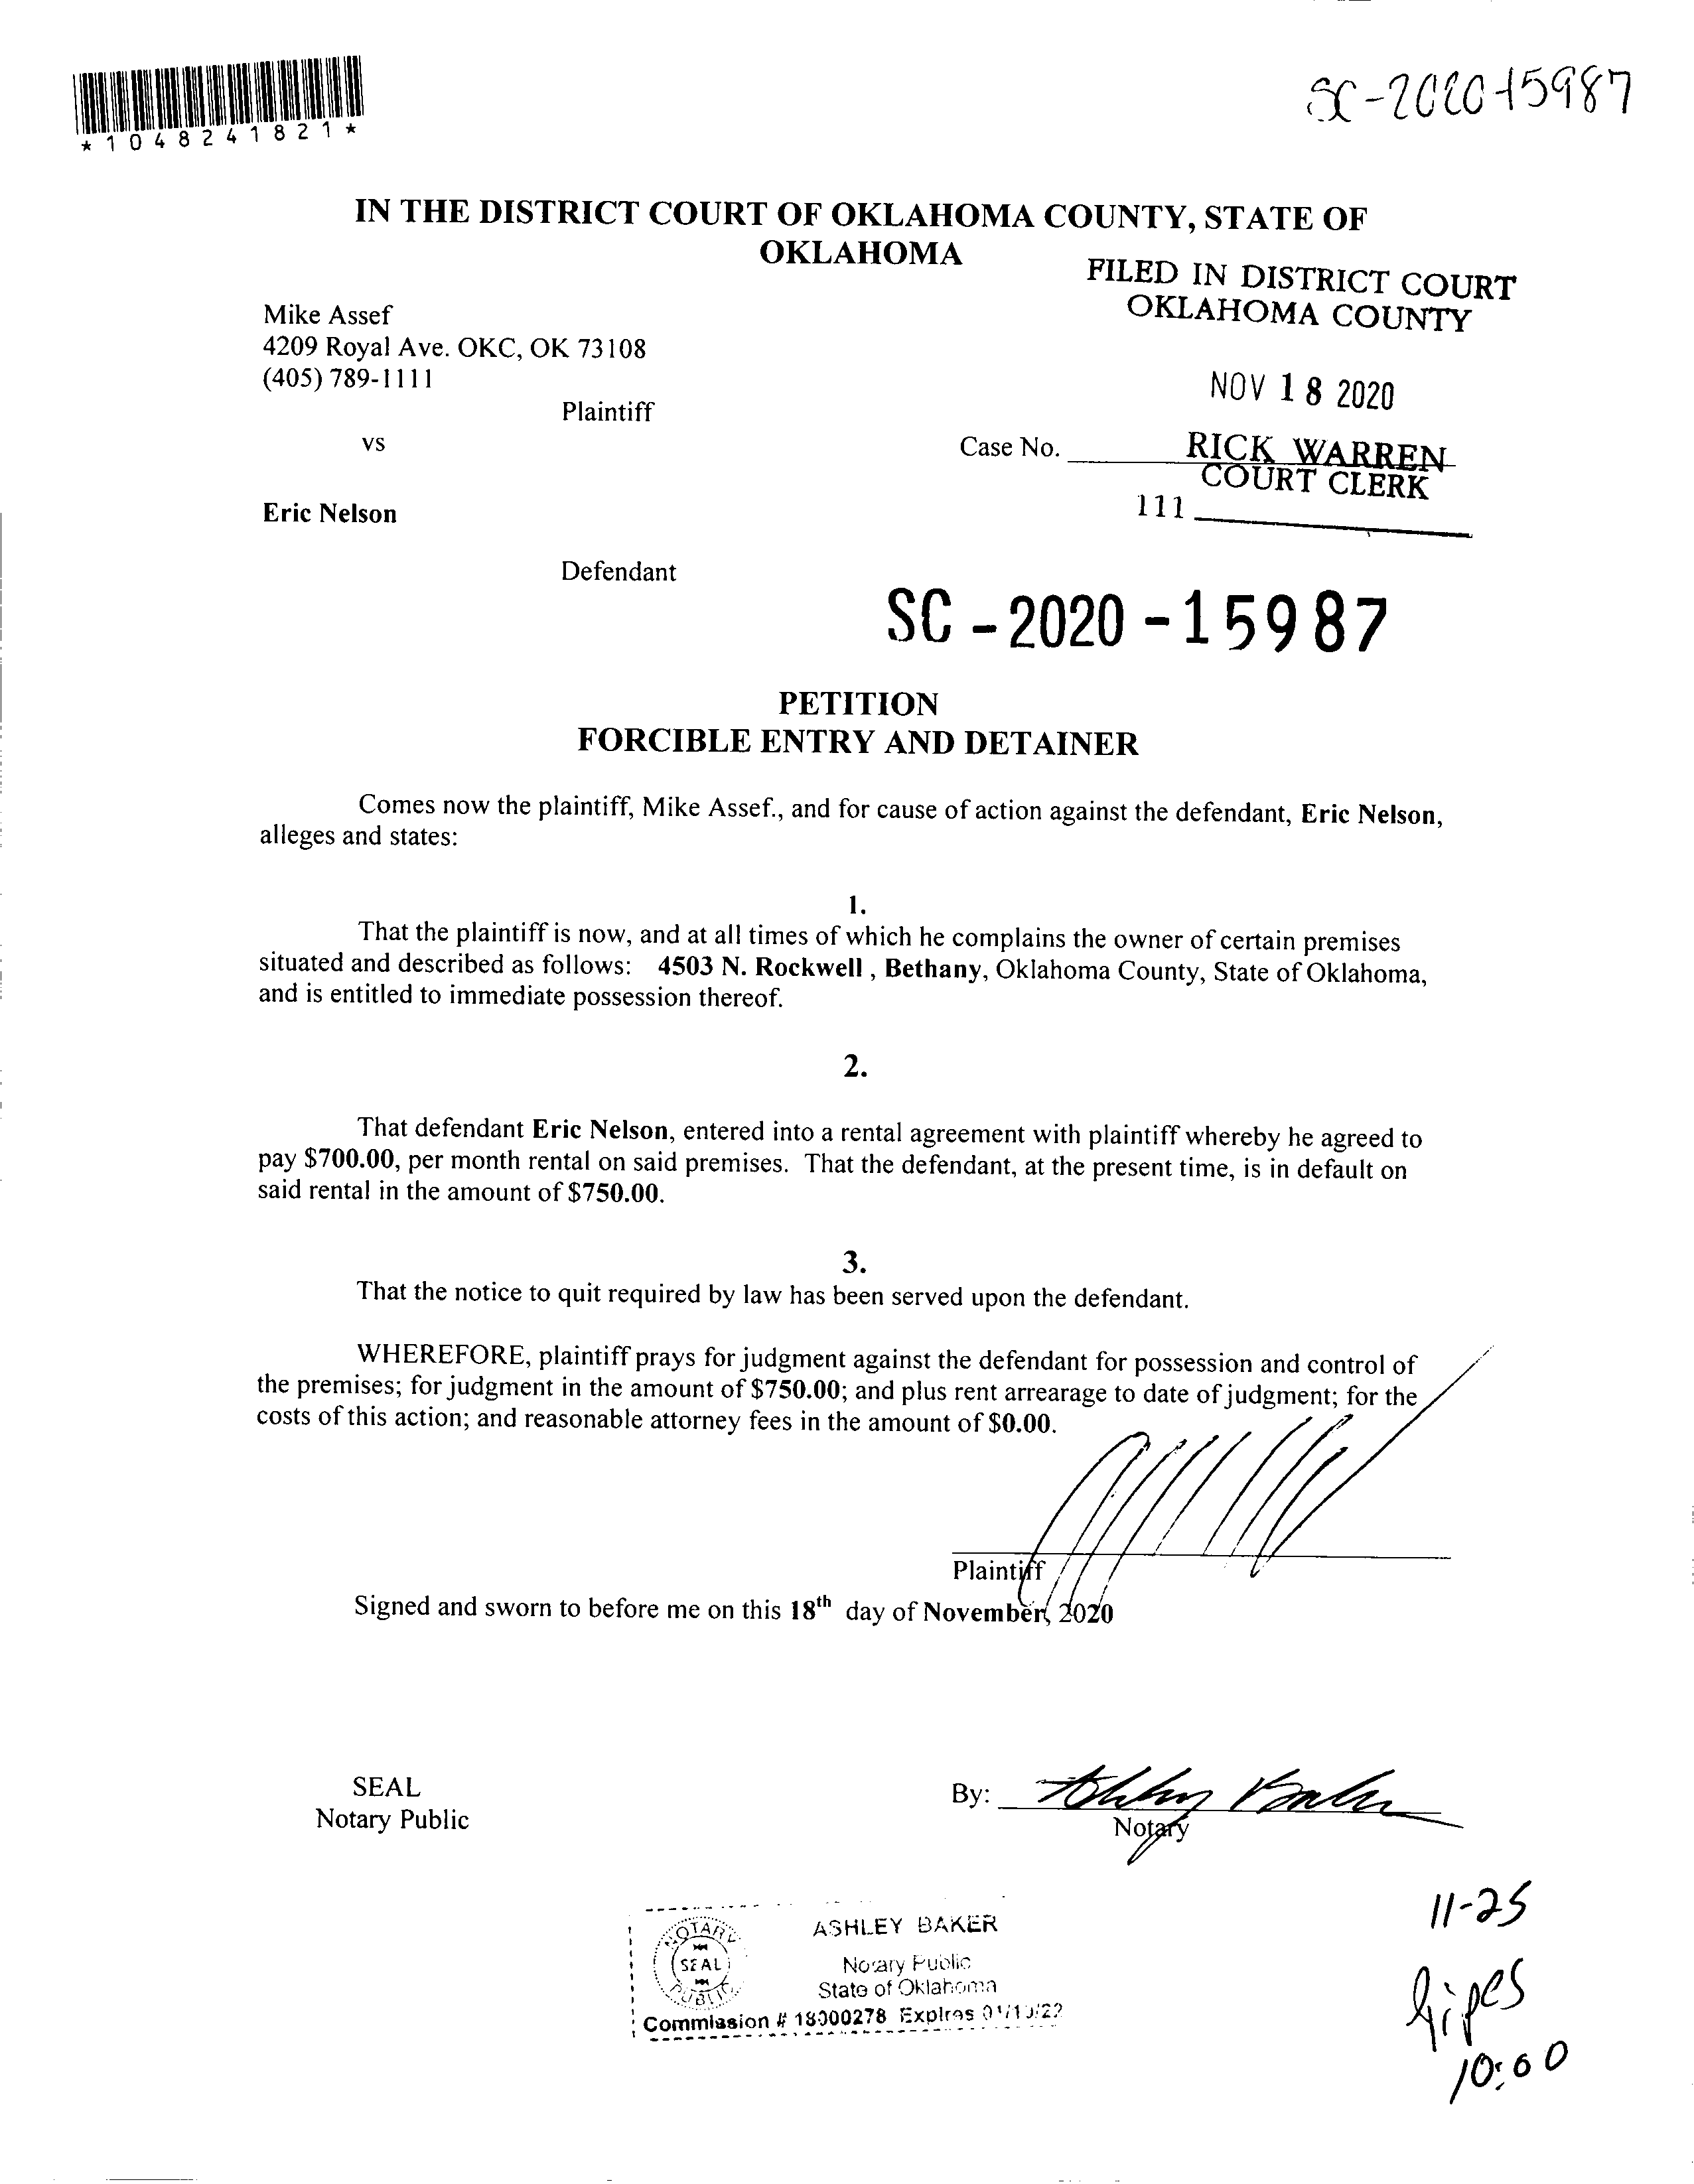 SC-2020-15987
*1048241821*
IN THE DISTRICT COURT OF OKLAHOMA COUNTY, STATE OF
OKLAHOMA
FILED IN DISTRICT COURT
OKLAHOMA COUNTY
Mike Assef
4209 Royal Ave. OKC, OK 73108
(405) 789-1111
NOV 18 2020
Plaintiff
vs
Case No.
RICK WARREN
COURT CLERK
111
Eric Nelson
Defendant
SC-2020-15987
PETITION
FORCIBLE ENTRY AND DETAINER
Comes now the plaintiff, Mike Assef., and for cause of action against the defendant, Eric Nelson,
alleges and states:
1.
That the plaintiff is now, and at all times of which he complains the owner of certain premises
situated and described as follows: 4503 N. Rockwell , Bethany, Oklahoma County, State of Oklahoma,
and is entitled to immediate possession thereof.
2.
That defendant Eric Nelson, entered into a rental agreement with plaintiff whereby he agreed to
pay $700.00, per month rental on said premises. That the defendant, at the present time, is in default on
said rental in the amount of $750.00.
3.
That the notice to quit required by law has been served upon the defendant.
WHEREFORE, plaintiff prays for judgment against the defendant for possession and control of
the premises; for judgment in the amount of $750.00; and plus rent arrearage to date of judgment; for the
costs of this action; and reasonable attorney fees in the amount of $0.00.
Plaintiff
Signed and sworn to before me on this 18th day of November, 2020
SEAL
Notary Public
By: Ashley Baker
Notary
11-25
10:00
NOTARY
SEAL
PUBLIC
ASHLEY BAKER
Notary Public
State of Oklahoma
Commission # 18000278 Expires 01/10/22